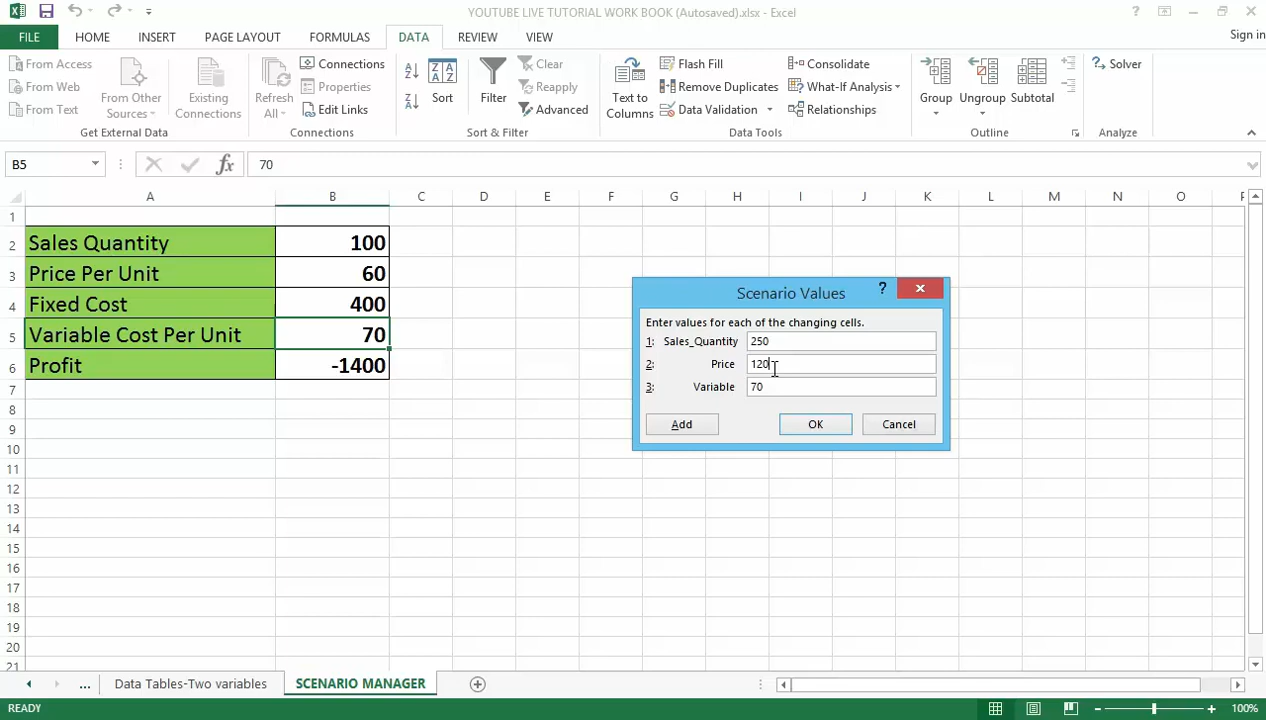 YOUTUBE LIVE TUTORIAL WORK BOOK (Autosaved).xlsx - Excel
?
FILE HOME INSERT PAGE LAYOUT FORMULAS DATA REVIEW VIEW Sign in
From Access
From Web
From Text
From Other
Sources
Existing
Connections
Get External Data
Refresh
All
Connections
Properties
Edit Links
Connections
Sort
Filter
Clear
Reapply
Advanced
Sort & Filter
Text to
Columns
Flash Fill
Remove Duplicates
Data Validation
Consolidate
What-If Analysis
Relationships
Data Tools
Group
Ungroup
Subtotal
Outline
Solver
Analyze
B5 fx 70
A B C D E F G H I J K L M N O P
1
2 Sales Quantity 100
3 Price Per Unit 60
4 Fixed Cost 400
5 Variable Cost Per Unit 70
6 Profit -1400
7
8
9
10
11
12
13
14
15
16
17
18
19
20
21
Scenario Values ?
Enter values for each of the changing cells.
1: Sales_Quantity 250
2: Price 120
3: Variable 70
Add OK Cancel
... Data Tables-Two variables SCENARIO MANAGER
READY 100%